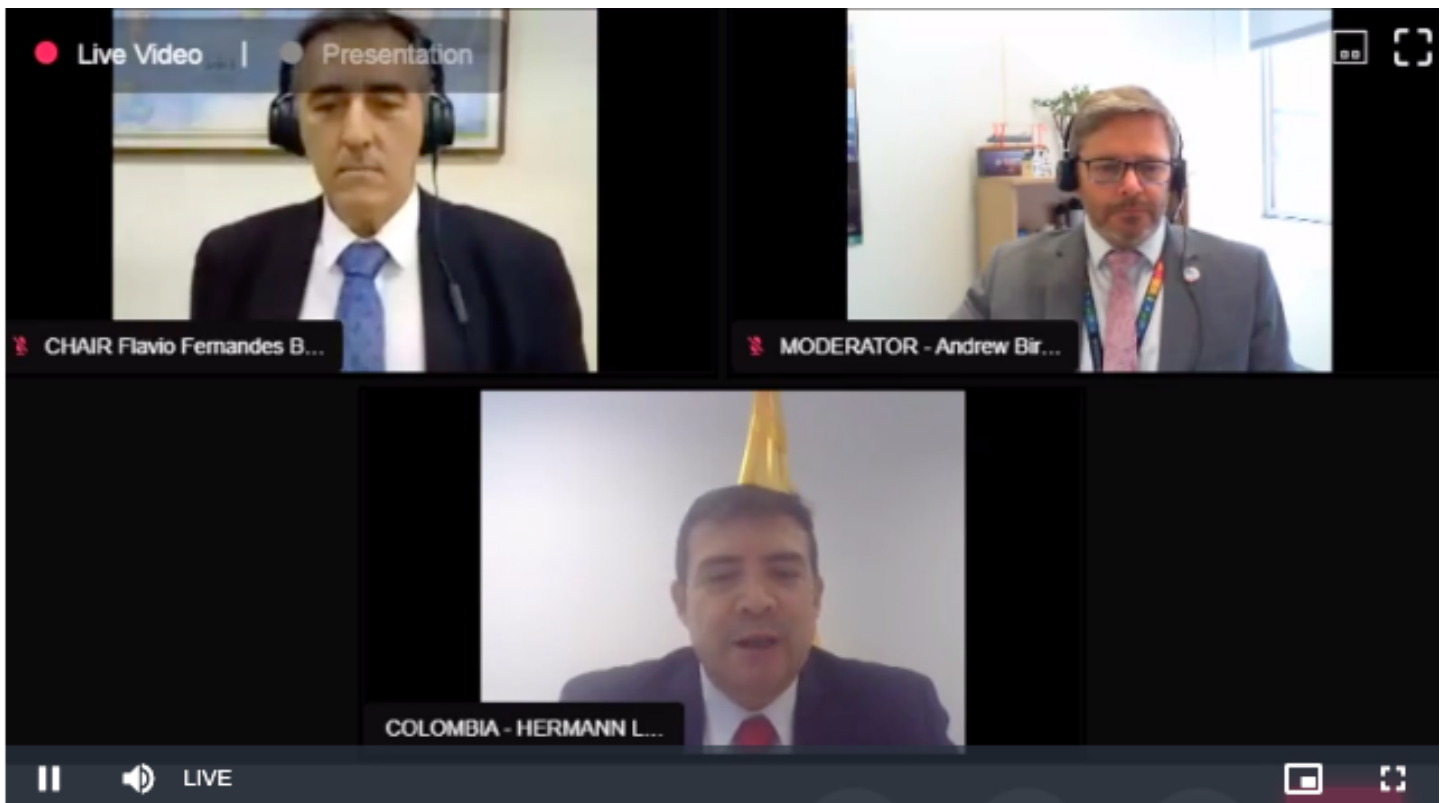 Live Video | Presentation
CHAIR Flavio Fernandes B...
MODERATOR - Andrew Bir...
COLOMBIA - HERMANN L...
LIVE